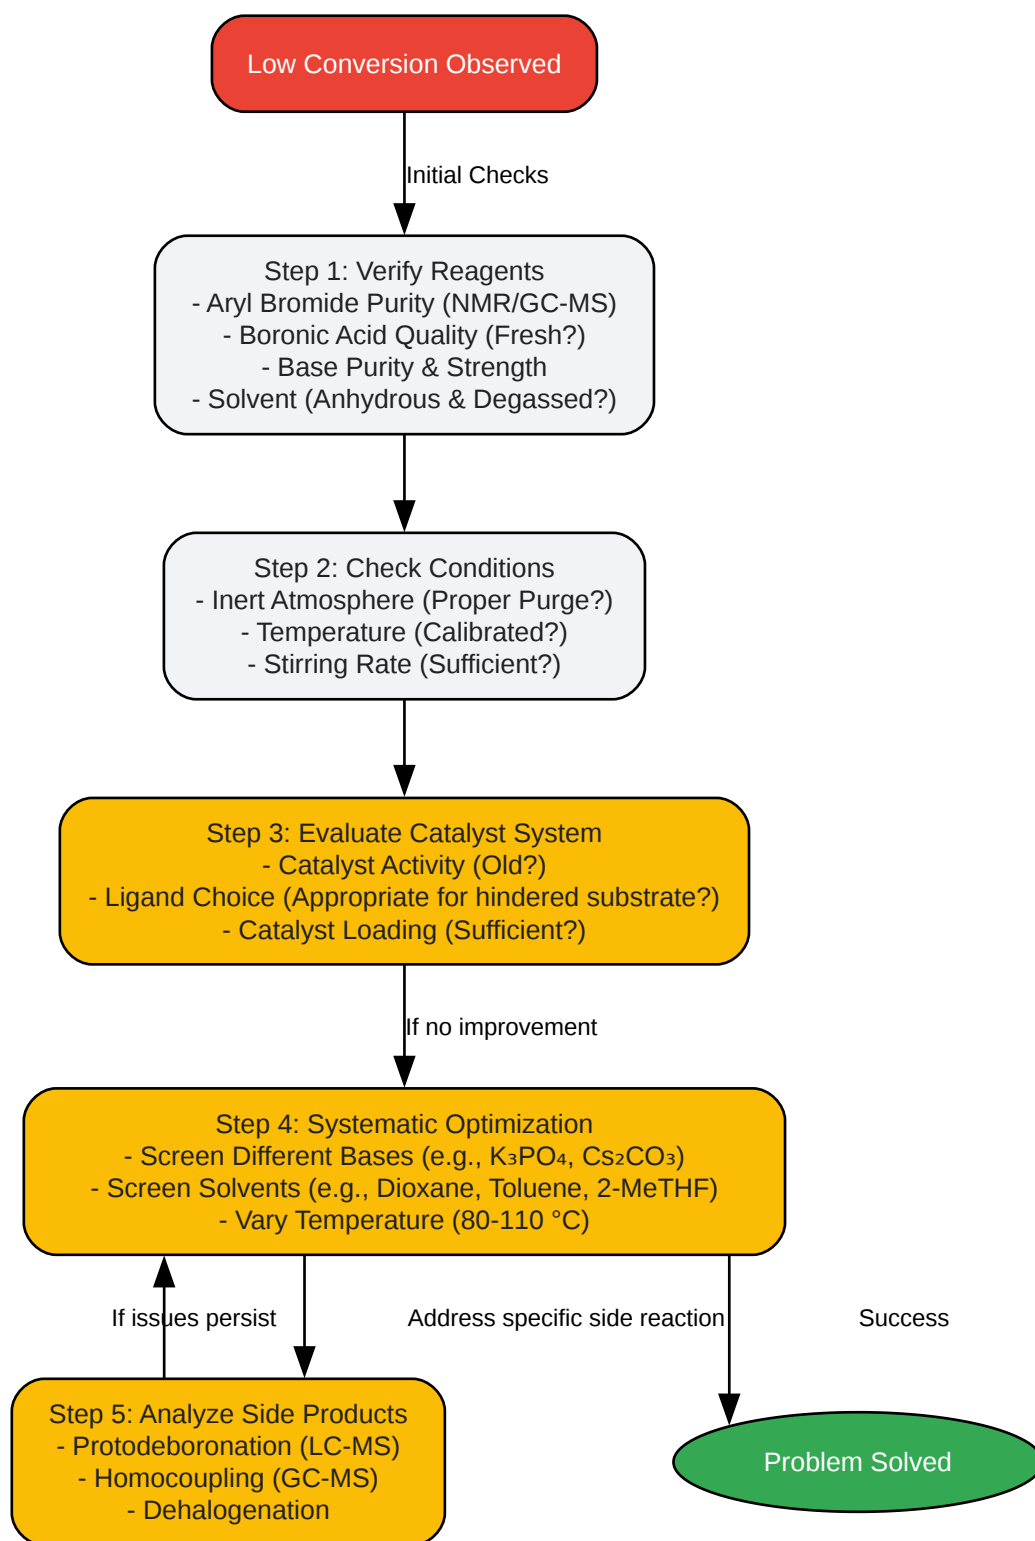 Low Conversion Observed
Initial Checks
Step 1: Verify Reagents
- Aryl Bromide Purity (NMR/GC-MS)
- Boronic Acid Quality (Fresh?)
- Base Purity & Strength
- Solvent (Anhydrous & Degassed?)
Step 2: Check Conditions
- Inert Atmosphere (Proper Purge?)
- Temperature (Calibrated?)
- Stirring Rate (Sufficient?)
Step 3: Evaluate Catalyst System
- Catalyst Activity (Old?)
- Ligand Choice (Appropriate for hindered substrate?)
- Catalyst Loading (Sufficient?)
If no improvement
Step 4: Systematic Optimization
- Screen Different Bases (e.g., K₃PO₄, Cs₂CO₃)
- Screen Solvents (e.g., Dioxane, Toluene, 2-MeTHF)
- Vary Temperature (80-110 °C)
If issues persist
Address specific side reaction
Success
Step 5: Analyze Side Products
- Protodeboronation (LC-MS)
- Homocoupling (GC-MS)
- Dehalogenation
Problem Solved